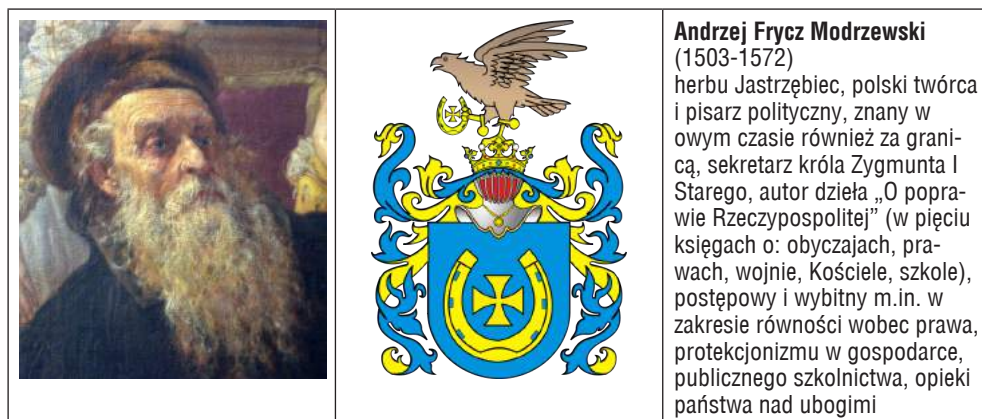 Andrzej Frycz Modrzewski
(1503-1572)
herbu Jastrzębiec, polski twórca
i pisarz polityczny, znany w
owym czasie również za grani-
cą, sekretarz króla Zygmunta I
Starego, autor dzieła „O popra-
wie Rzeczypospolitej” (w pięciu
księgach o: obyczajach, pra-
wach, wojnie, Kościele, szkole),
postępowy i wybitny m.in. w
zakresie równości wobec prawa,
protekcjonizmu w gospodarce,
publicznego szkolnictwa, opieki
państwa nad ubogimi